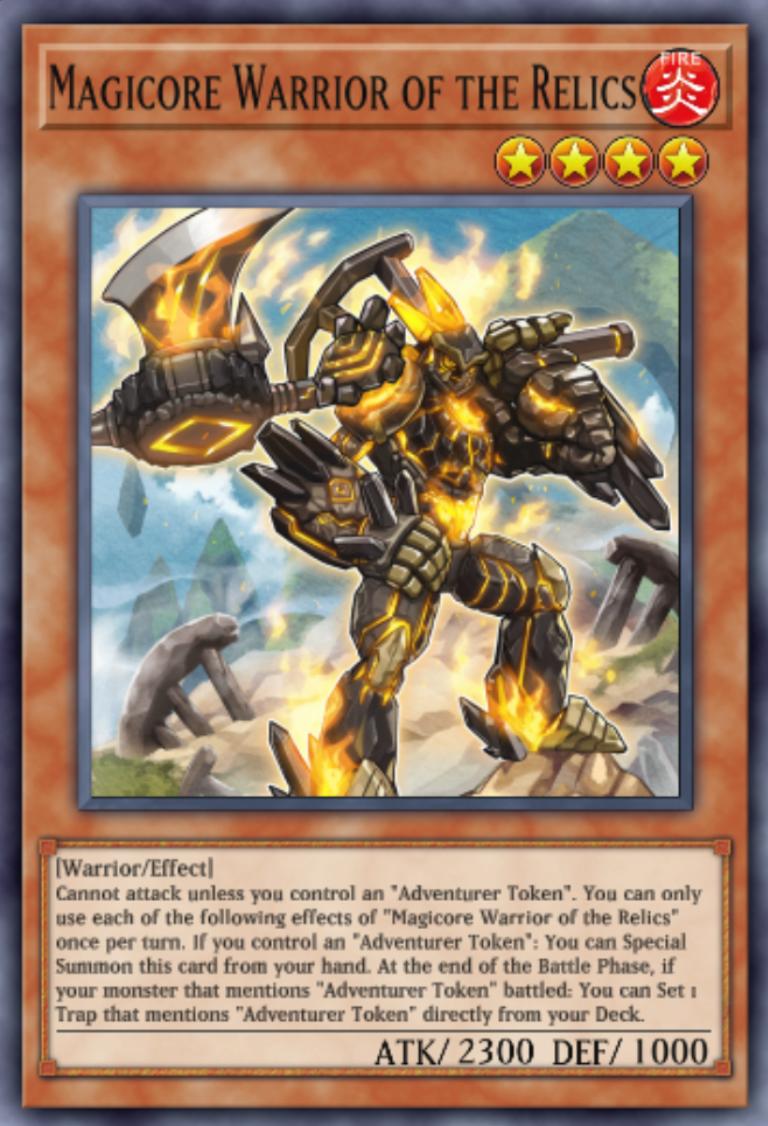 MAGICORE WARRIOR OF THE RELICS
FIRE
炎
[Warrior/Effect]
Cannot attack unless you control an "Adventurer Token". You can only
use each of the following effects of "Magicore Warrior of the Relics"
once per turn. If you control an "Adventurer Token": You can Special
Summon this card from your hand. At the end of the Battle Phase, if
your monster that mentions "Adventurer Token" battled: You can Set 1
Trap that mentions "Adventurer Token" directly from your Deck.
ATK/ 2300 DEF/ 1000